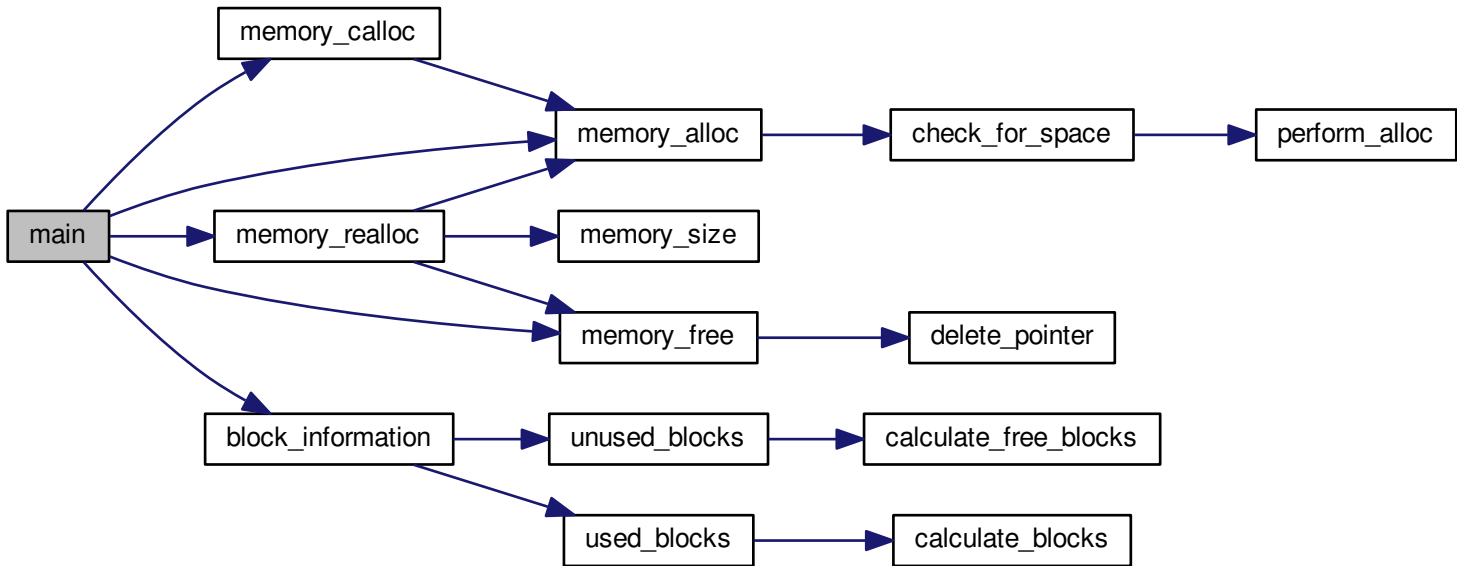 memory_calloc
memory_alloc
check_for_space
perform_alloc
main
memory_realloc
memory_size
memory_free
delete_pointer
block_information
unused_blocks
calculate_free_blocks
used_blocks
calculate_blocks